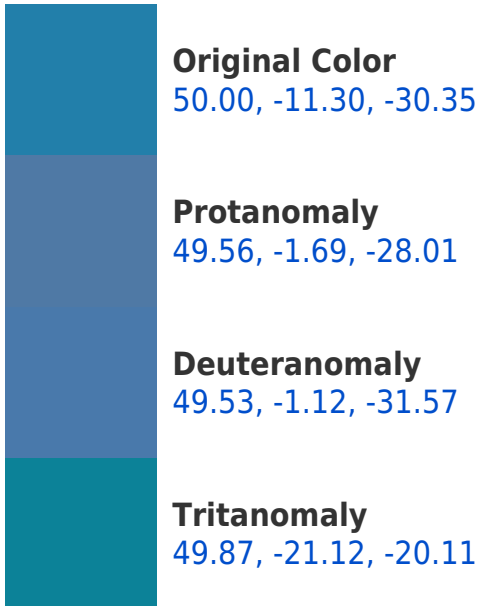 Original Color
50.00, -11.30, -30.35
Protanomaly
49.56, -1.69, -28.01
Deuteranomaly
49.53, -1.12, -31.57
Tritanomaly
49.87, -21.12, -20.11